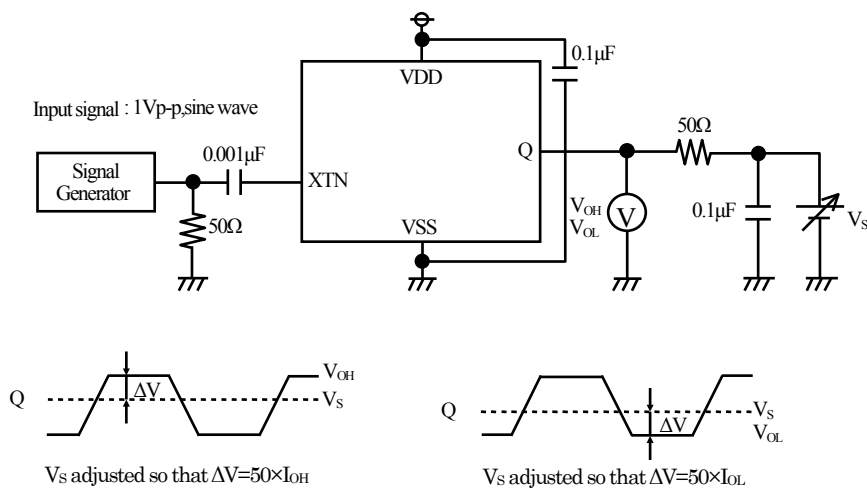 0.1µF
VDD
Input signal : 1Vp-p,sine wave
50Ω
Q
0.001µF
Signal
Generator
XTN
VOH
VOL
V
0.1µF
VS
50Ω
VSS
VOH
ΔV
Q
VS
VS adjusted so that ΔV=50×IOH
Q
VS
ΔV
VOL
VS adjusted so that ΔV=50×IOL